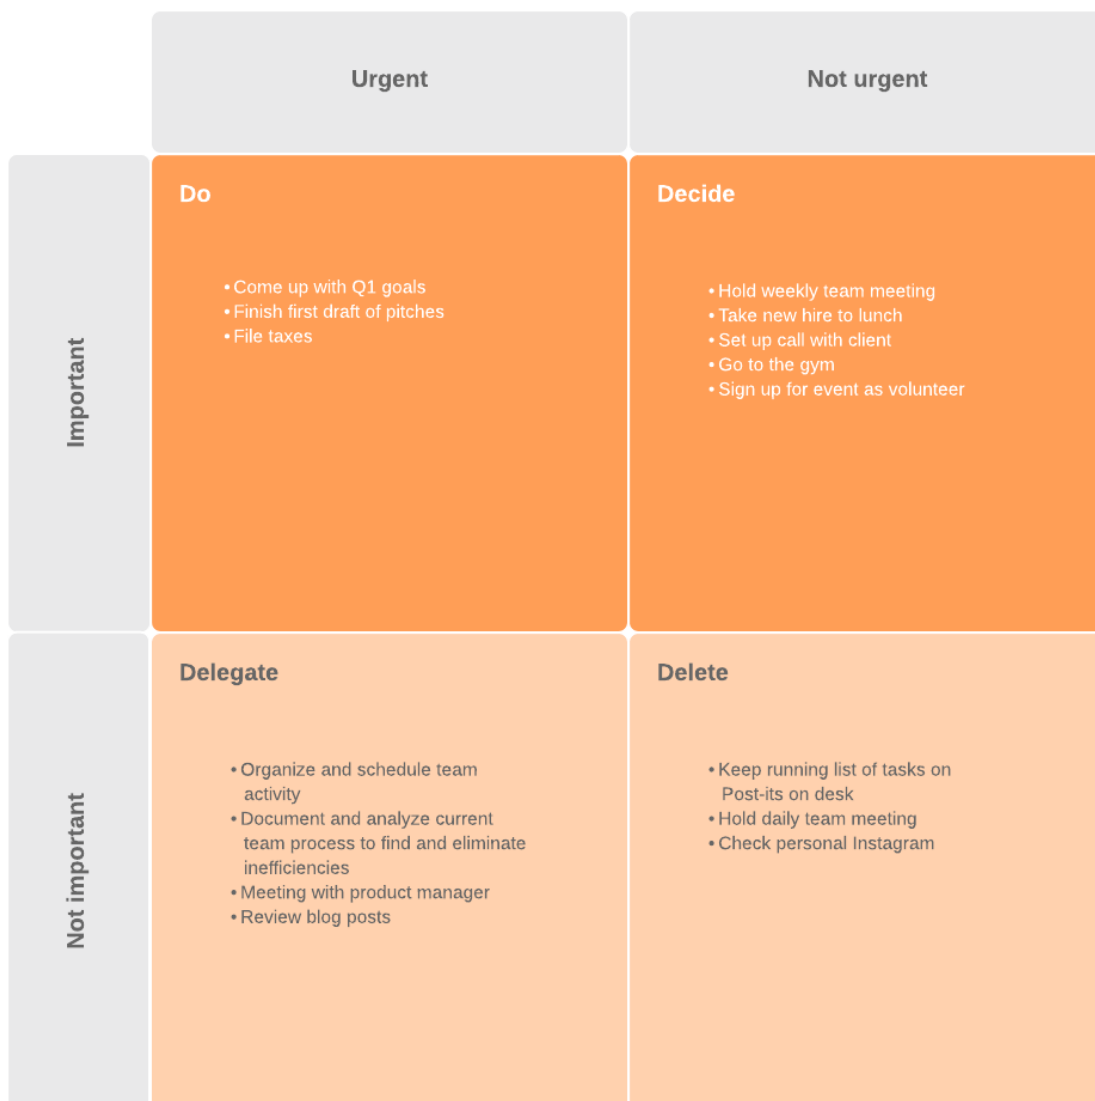 Urgent
Not urgent
Important
Do
• Come up with Q1 goals
• Finish first draft of pitches
• File taxes
Decide
• Hold weekly team meeting
• Take new hire to lunch
• Set up call with client
• Go to the gym
• Sign up for event as volunteer
Not important
Delegate
• Organize and schedule team
activity
• Document and analyze current
team process to find and eliminate
inefficiencies
• Meeting with product manager
• Review blog posts
Delete
• Keep running list of tasks on
Post-its on desk
• Hold daily team meeting
• Check personal Instagram